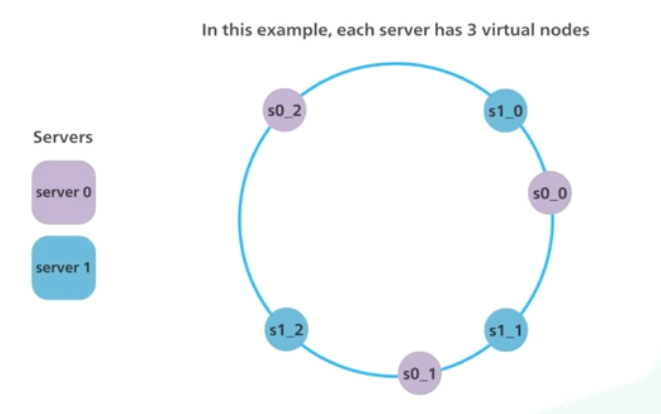 In this example, each server has 3 virtual nodes
s0_2
s1_0
Servers
server 0
s0_0
server 1
s1_2
s1_1
s0_1